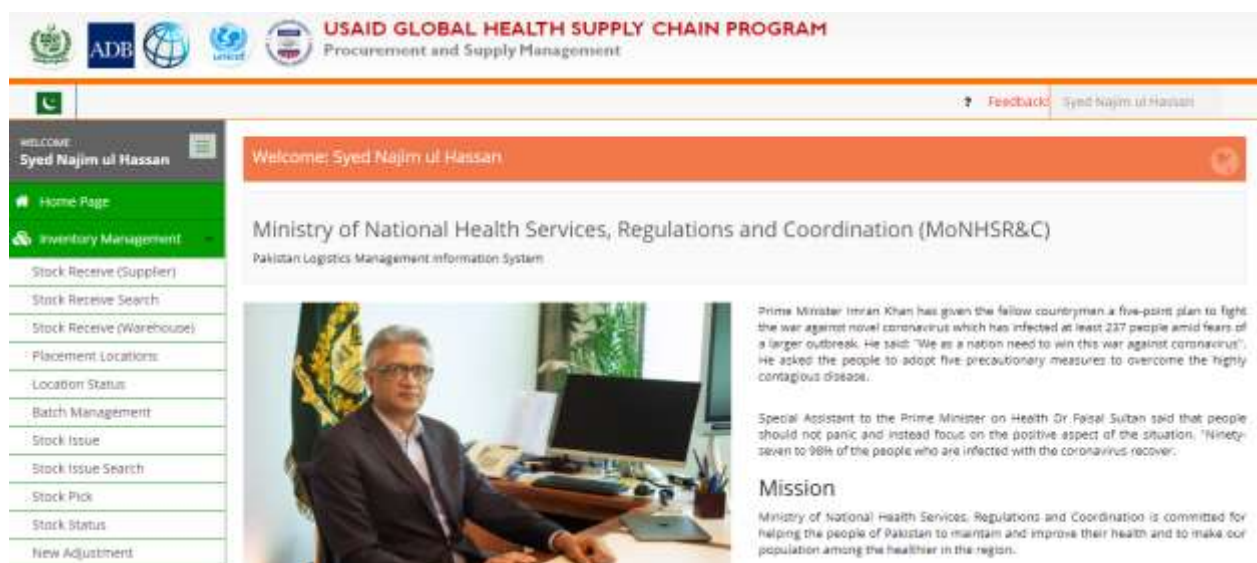 ADB
unicef
USAID GLOBAL HEALTH SUPPLY CHAIN PROGRAM
Procurement and Supply Management
? Feedback! Syed Najim ul Hassan
WELCOME
Syed Najim ul Hassan
Welcome: Syed Najim ul Hassan
Home Page
Inventory Management
Stock Receive (Supplier)
Stock Receive Search
Stock Receive (Warehouse)
Placement Locations
Location Status
Batch Management
Stock Issue
Stock Issue Search
Stock Pick
Stock Status
New Adjustment
Ministry of National Health Services, Regulations and Coordination (MoNHSR&C)
Pakistan Logistics Management Information System
Prime Minister Imran Khan has given the fellow countryman a five-point plan to fight
the war against novel coronavirus which has infected at least 237 people amid fears of
a larger outbreak. He said: "We as a nation need to win this war against coronavirus".
He asked the people to adopt five precautionary measures to overcome the highly
contagious disease.
Special Assistant to the Prime Minister on Health Dr Faisal Sultan said that people
should not panic and instead focus on the positive aspect of the situation. "Ninety-
seven to 98% of the people who are infected with the coronavirus recover.
Mission
Ministry of National Health Services, Regulations and Coordination is committed for
helping the people of Pakistan to maintain and improve their health and to make our
population among the healthier in the region.